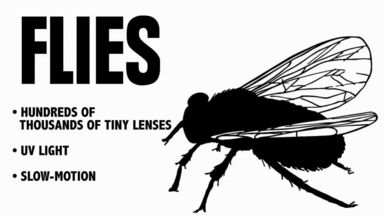 FLIES
• HUNDREDS OF
THOUSANDS OF TINY LENSES
• UV LIGHT
• SLOW-MOTION